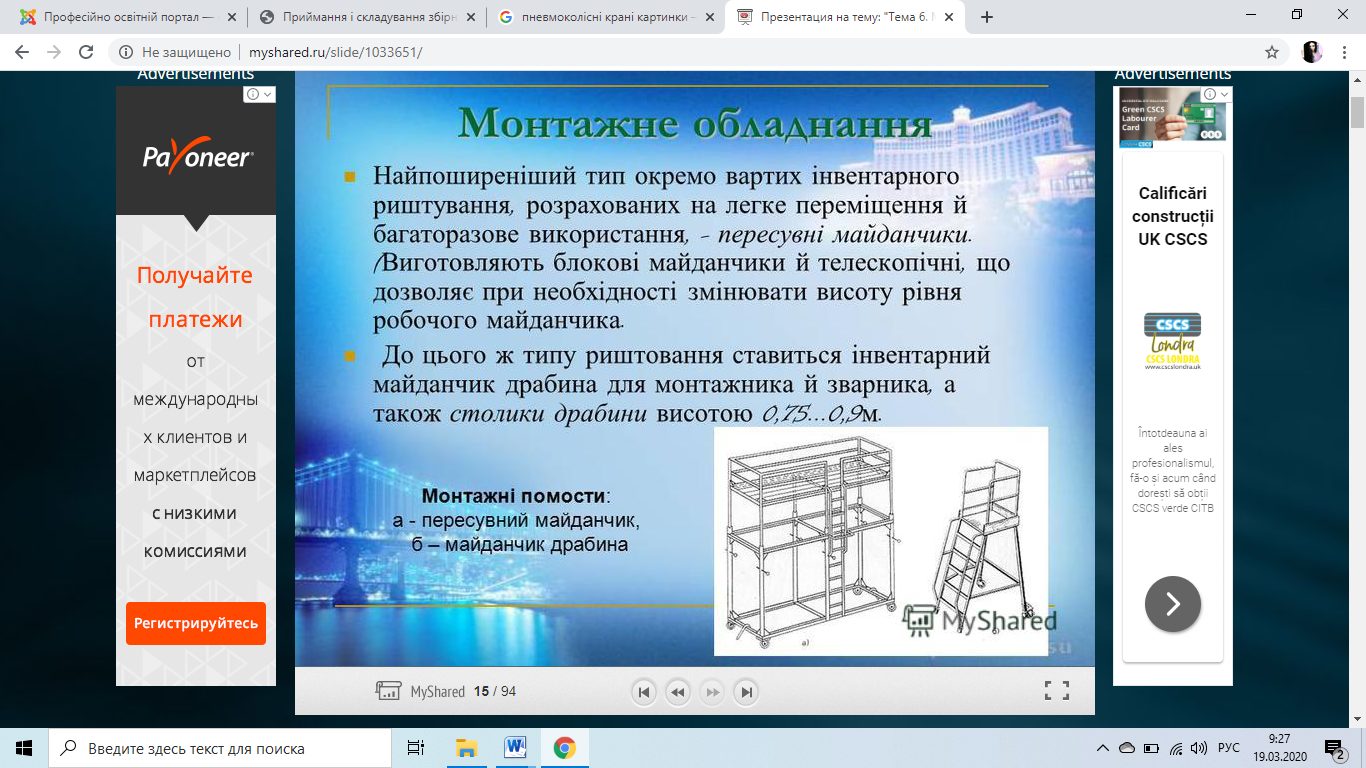 Професійно освітній портал —
Приймання і складування збірн
пневмоколісні крані картинки -
Презентация на тему: "Тема 6. М
Не защищено
myshared.ru/slide/1033651/
Advertisements
Payoneer
Получайте
платежи
от
международны
х клиентов и
маркетплейсов
с низкими
комиссиями
Регистрируйтесь
Монтажне обладнання
Найпоширеніший тип окремо вартих інвентарного
риштування, розрахованих на легке переміщення й
багаторазове використання, - пересувні майданчики.
/Виготовляють блокові майданчики й телескопічні, що
дозволяє при необхідності змінювати висоту рівня
робочого майданчика.
До цього ж типу риштовання ставиться інвентарний
майданчик драбина для монтажника й зварника, а
також столики драбини висотою 0,75...0,9м.
Монтажні помости:
а - пересувний майданчик,
б – майданчик драбина
а)
MyShared
MyShared 15 / 94
Advertisements
Green CSCS
Labourer
Card
Calificări
construcții
UK CSCS
CSCS
Londra
CSCS LONDRA
www.cscslondra.uk
Întotdeauna ai
ales
profesionalismul,
fă-o și acum când
dorești să obții
CSCS verde CITB
Введите здесь текст для поиска
РУС
9:27
19.03.2020
2